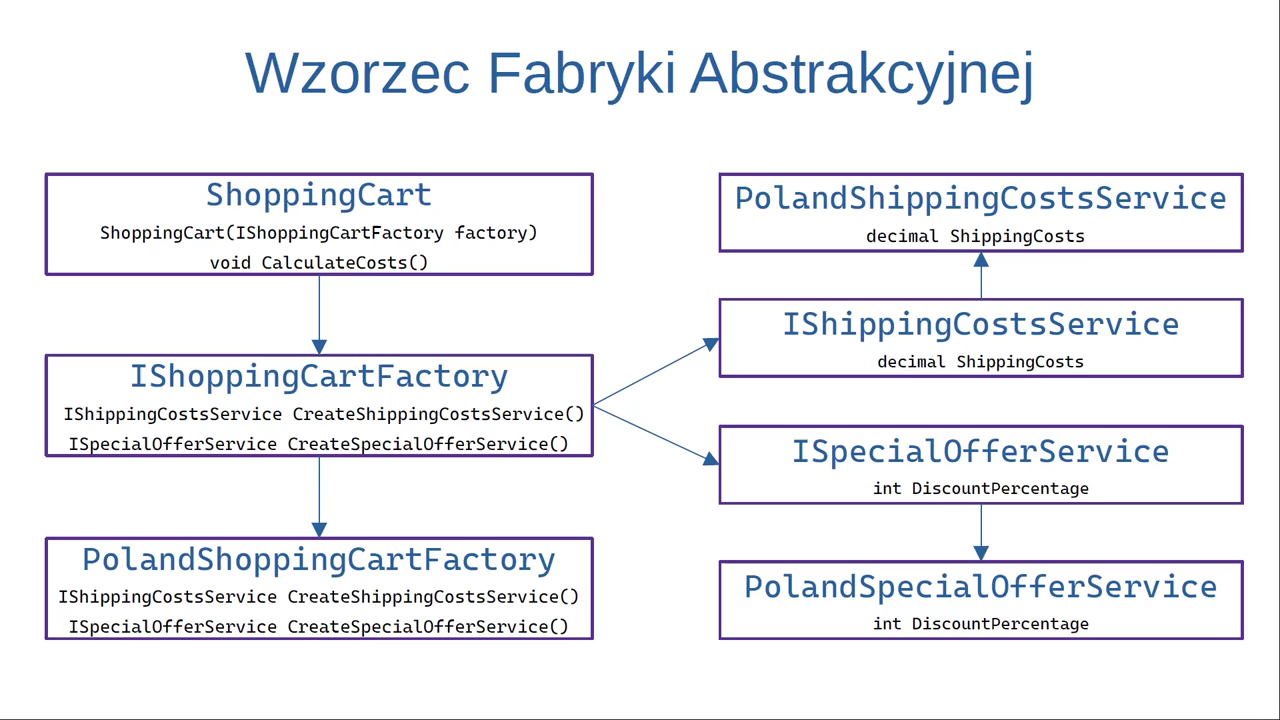 Wzorzec Fabryki Abstrakcyjnej
ShoppingCart
ShoppingCart(IShoppingCartFactory factory)
void CalculateCosts()
IShoppingCartFactory
IShippingCostsService CreateShippingCostsService()
ISpecialOfferService CreateSpecialOfferService()
PolandShoppingCartFactory
IShippingCostsService CreateShippingCostsService()
ISpecialOfferService CreateSpecialOfferService()
PolandShippingCostsService
decimal ShippingCosts
IShippingCostsService
decimal ShippingCosts
ISpecialOfferService
int DiscountPercentage
PolandSpecialOfferService
int DiscountPercentage